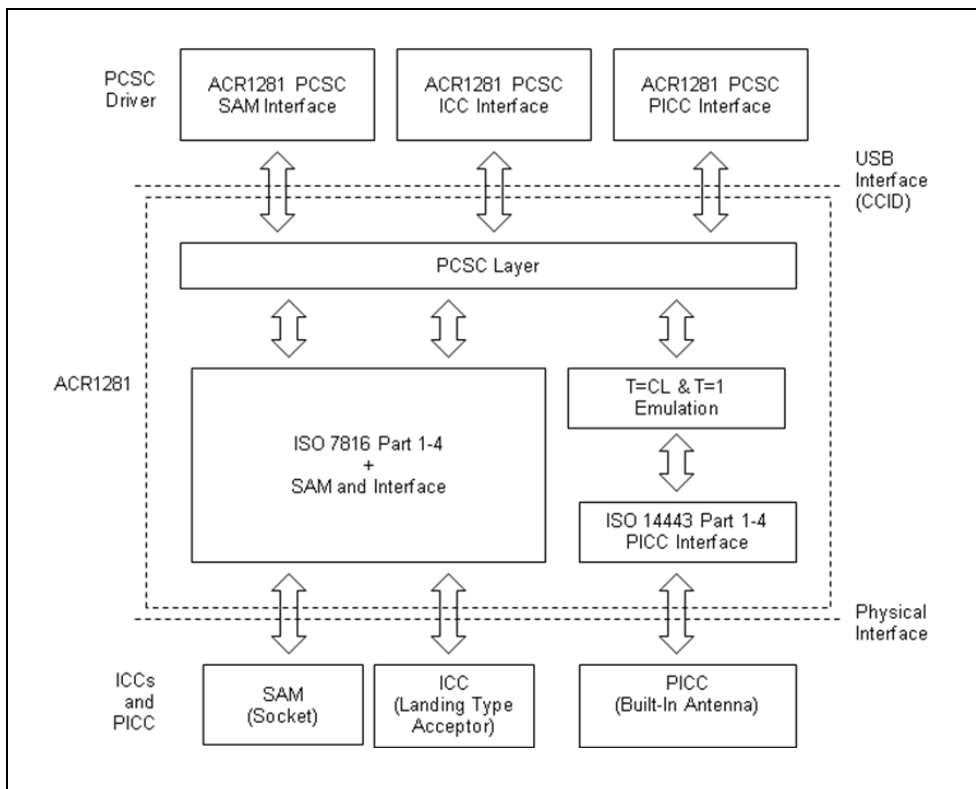 PCSC
Driver
ACR1281 PCSC
SAM Interface
ACR1281 PCSC
ICC Interface
ACR1281 PCSC
PICC Interface
USB
Interface
(CCID)
PCSC Layer
ACR1281
ISO 7816 Part 1-4
+
SAM and Interface
T=CL & T=1
Emulation
ISO 14443 Part 1-4
PICC Interface
Physical
Interface
ICCs
and
PICC
SAM
(Socket)
ICC
(Landing Type
Acceptor)
PICC
(Built-In Antenna)